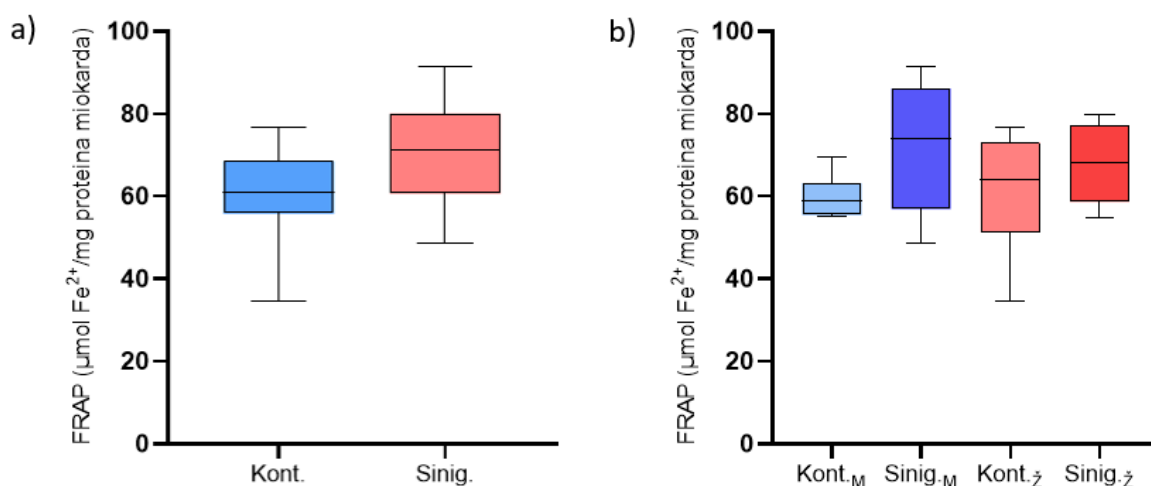 a)
FRAP (µmol Fe²⁺/mg proteina miokarda)
100
80
60
40
20
0
Kont.
Sinig.
b)
FRAP (µmol Fe²⁺/mg proteina miokarda)
100
80
60
40
20
0
Kont.M
Sinig.M
Kont.ž
Sinig.ž